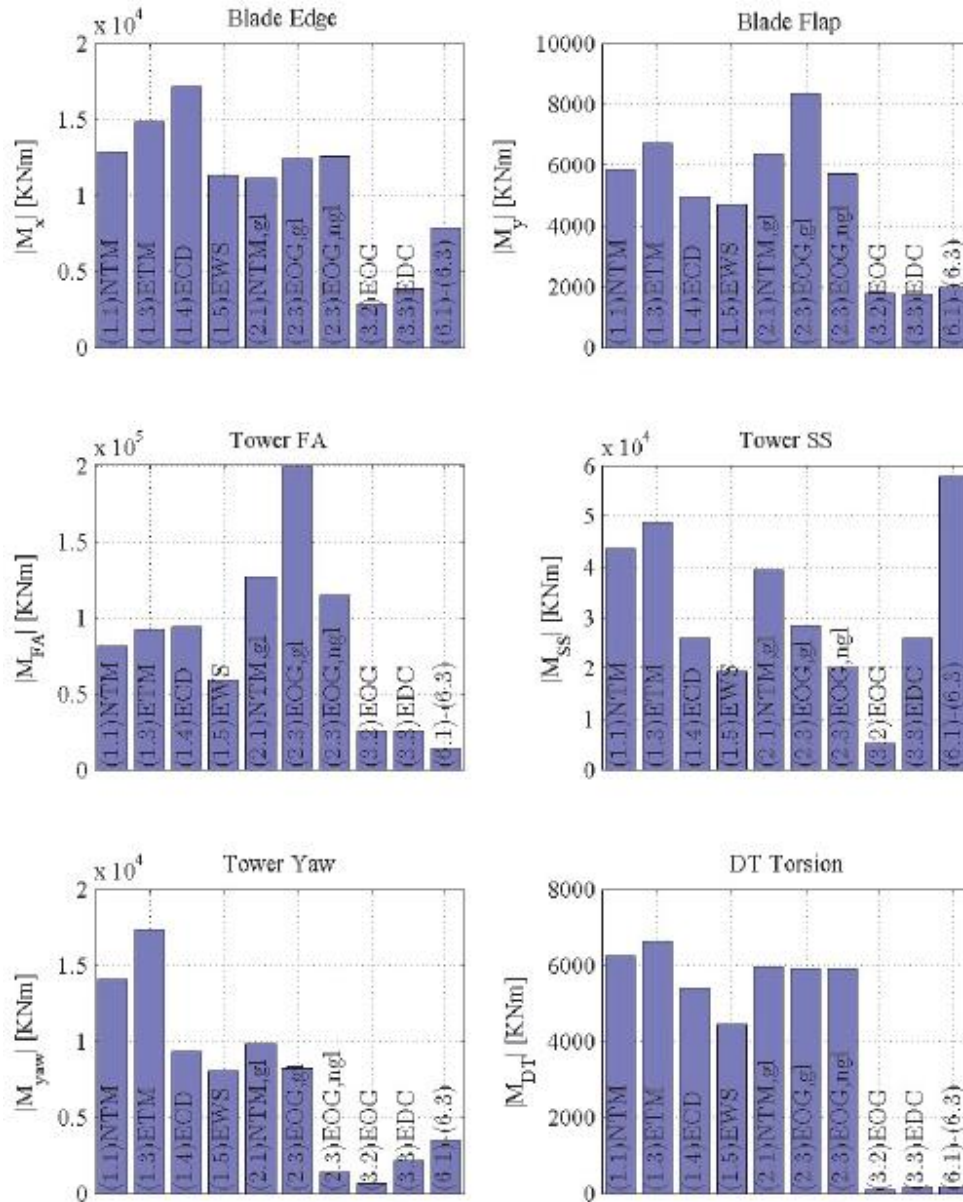 Blade Edge
x 10^4
2
1.5
1
0.5
0
|M_x| [KNm]
(1.1)NTM
(1.3)ETM
(1.4)ECD
(1.5)EWS
(2.1)NTM,gl
(2.3)EOG,gl
(2.3)EOG,ngl
(3.2)EOG
(3.3)EDC
(6.1)-(6.3)
Blade Flap
10000
8000
6000
4000
2000
0
|M_y| [KNm]
(1.1)NTM
(1.3)ETM
(1.4)ECD
(1.5)EWS
(2.1)NTM,gl
(2.3)EOG,gl
(2.3)EOG,ngl
(3.2)EOG
(3.3)EDC
(6.1)-(6.3)
Tower FA
x 10^5
2
1.5
1
0.5
0
|M_FA| [KNm]
(1.1)NTM
(1.3)ETM
(1.4)ECD
(1.5)EWS
(2.1)NTM,gl
(2.3)EOG,gl
(2.3)EOG,ngl
(3.2)EOG
(3.3)EDC
(6.1)-(6.3)
Tower SS
x 10^4
6
5
4
3
2
1
0
|M_SS| [KNm]
(1.1)NTM
(1.3)ETM
(1.4)ECD
(1.5)EWS
(2.1)NTM,gl
(2.3)EOG,gl
(2.3)EOG,ngl
(3.2)EOG
(3.3)EDC
(6.1)-(6.3)
Tower Yaw
x 10^4
2
1.5
1
0.5
0
|M_yaw| [KNm]
(1.1)NTM
(1.3)ETM
(1.4)ECD
(1.5)EWS
(2.1)NTM,gl
(2.3)EOG,gl
(2.3)EOG,ngl
(3.2)EOG
(3.3)EDC
(6.1)-(6.3)
DT Torsion
8000
6000
4000
2000
0
|M_DT| [KNm]
(1.1)NTM
(1.3)ETM
(1.4)ECD
(1.5)EWS
(2.1)NTM,gl
(2.3)EOG,gl
(2.3)EOG,ngl
(3.2)EOG
(3.3)EDC
(6.1)-(6.3)